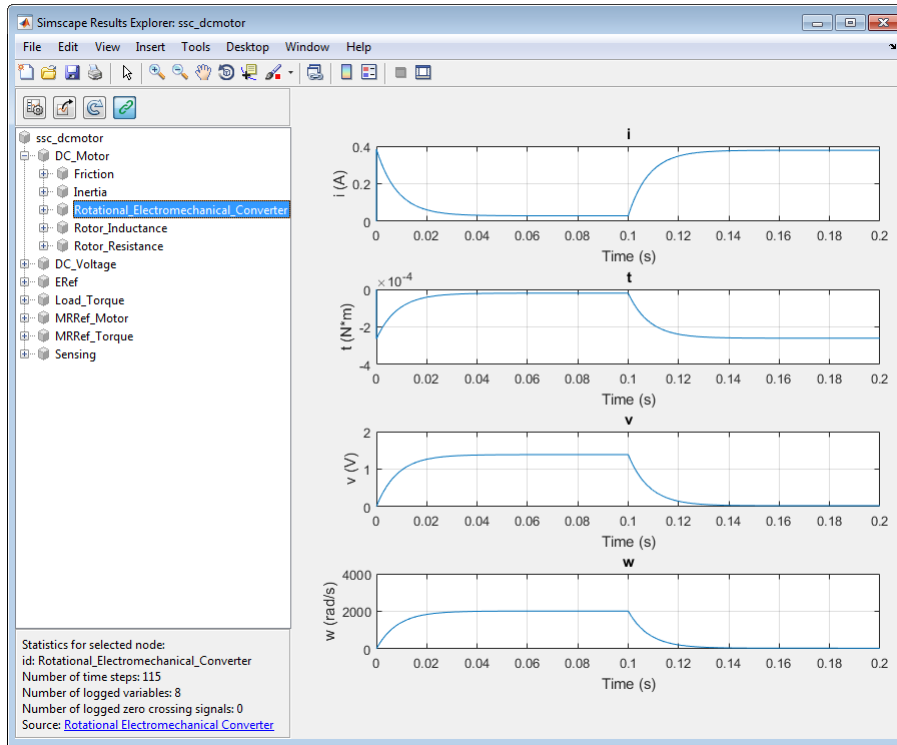 Simscape Results Explorer: ssc_dcmotor
File Edit View Insert Tools Desktop Window Help
ssc_dcmotor
DC_Motor
Friction
Inertia
Rotational_Electromechanical_Converter
Rotor_Inductance
Rotor_Resistance
DC_Voltage
ERef
Load_Torque
MRRef_Motor
MRRef_Torque
Sensing
Statistics for selected node:
id: Rotational_Electromechanical_Converter
Number of time steps: 115
Number of logged variables: 8
Number of logged zero crossing signals: 0
Source: Rotational Electromechanical Converter
i
i (A)
0.4
0.2
0
0 0.02 0.04 0.06 0.08 0.1 0.12 0.14 0.16 0.18 0.2
Time (s)
t
×10⁻⁴
t (N*m)
0
-2
-4
0 0.02 0.04 0.06 0.08 0.1 0.12 0.14 0.16 0.18 0.2
Time (s)
v
v (V)
2
1
0
0 0.02 0.04 0.06 0.08 0.1 0.12 0.14 0.16 0.18 0.2
Time (s)
w
w (rad/s)
4000
2000
0
0 0.02 0.04 0.06 0.08 0.1 0.12 0.14 0.16 0.18 0.2
Time (s)